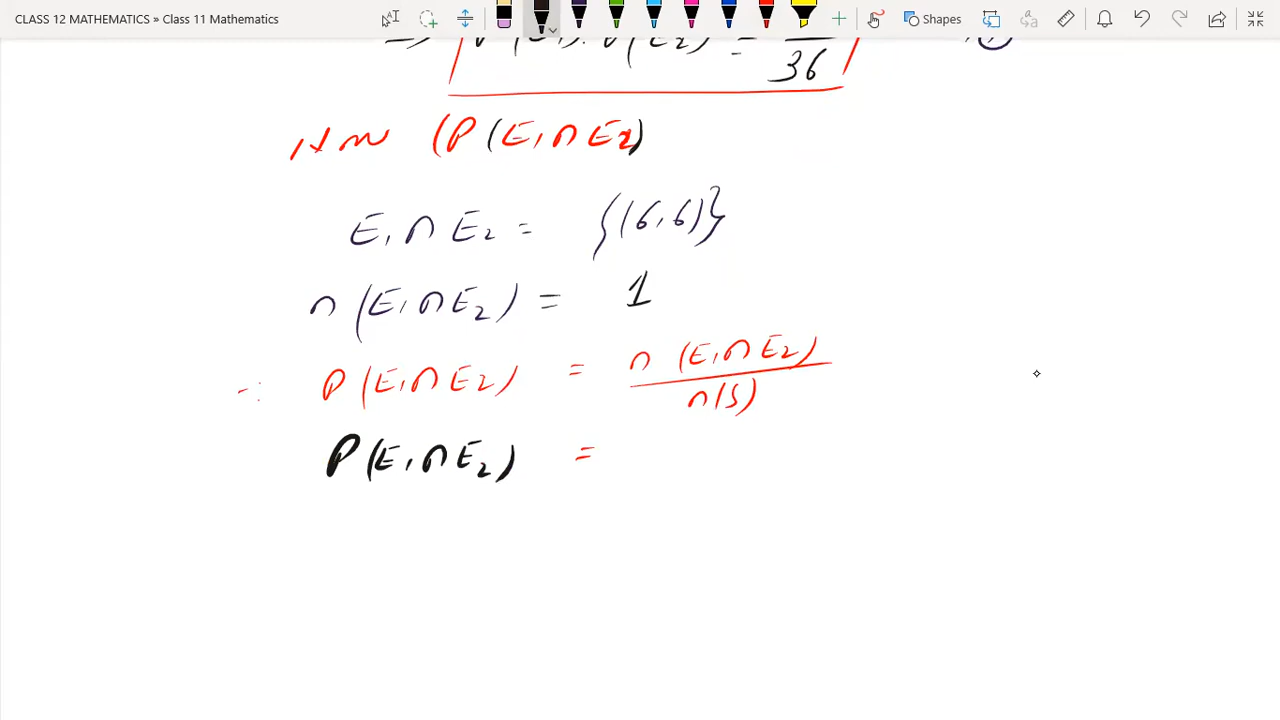 CLASS 12 MATHEMATICS » Class 11 Mathematics
Shapes
36
Now (P(E1∩E2)
E1∩E2 = {(6,6)}
n(E1∩E2) = 1
∴ P(E1∩E2) = n(E1∩E2)/n(S)
P(E1∩E2) =